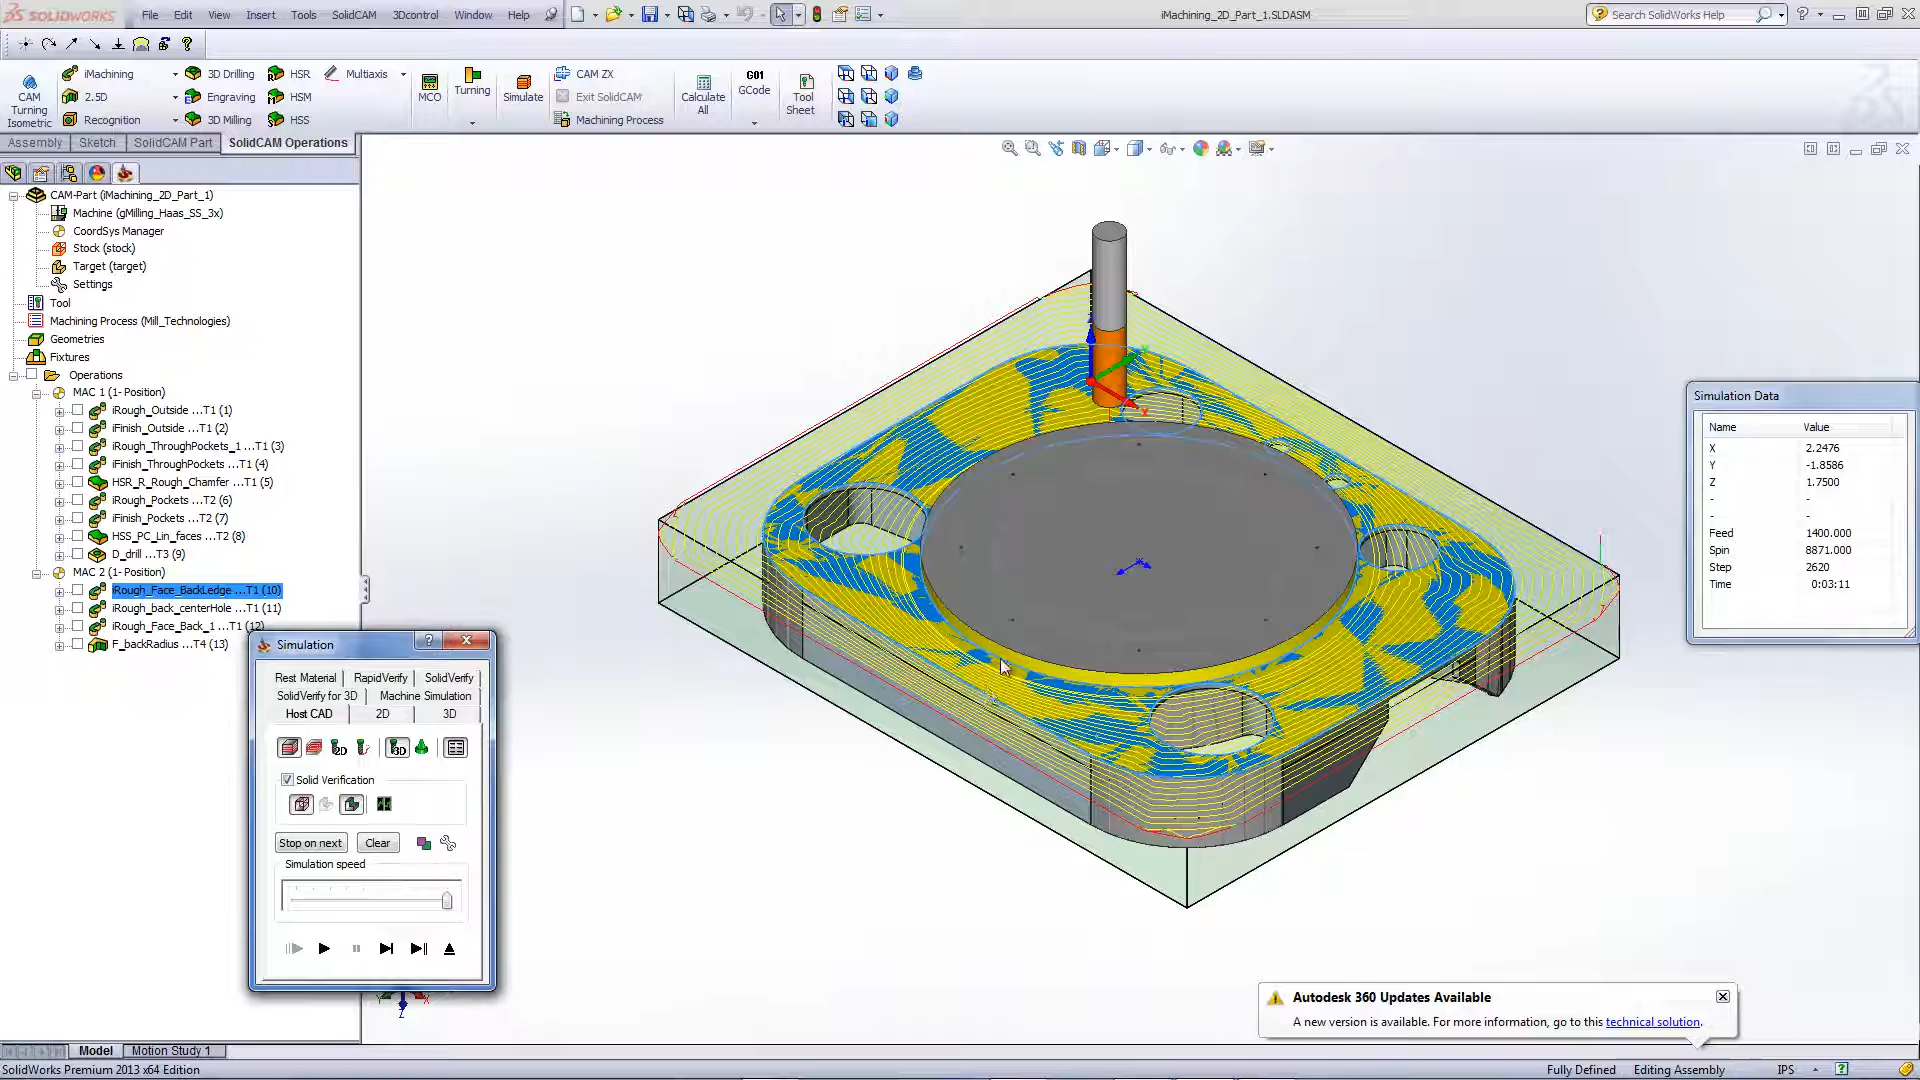 SOLIDWORKS
File Edit View Insert Tools SolidCAM 3Dcontrol Window Help
iMachining_2D_Part_1.SLDASM
Search SolidWorks Help
CAM Turning Isometric
iMachining
2.5D
Recognition
3D Drilling
Engraving
3D Milling
HSR
HSM
HSS
Multiaxis
MCO
Turning
Simulate
CAM ZX
Exit SolidCAM
Machining Process
Calculate All
G01
GCode
Tool Sheet
Assembly Sketch SolidCAM Part SolidCAM Operations
CAM-Part (iMachining_2D_Part_1)
Machine (gMilling_Haas_SS_3x)
CoordSys Manager
Stock (stock)
Target (target)
Settings
Tool
Machining Process (Mill_Technologies)
Geometries
Fixtures
Operations
MAC 1 (1- Position)
iRough_Outside ...T1 (1)
iFinish_Outside ...T1 (2)
iRough_ThroughPockets_1 ...T1 (3)
iFinish_ThroughPockets ...T1 (4)
HSR_R_Rough_Chamfer ...T1 (5)
iRough_Pockets ...T2 (6)
iFinish_Pockets ...T2 (7)
HSS_PC_Lin_faces ...T2 (8)
D_drill ...T3 (9)
MAC 2 (1- Position)
iRough_Face_BackLedge ...T1 (10)
iRough_back_centerHole ...T1 (11)
iRough_Face_Back_1 ...T1 (12)
F_backRadius ...T4 (13)
Simulation
Rest Material RapidVerify SolidVerify
SolidVerify for 3D Machine Simulation
Host CAD 2D 3D
2D
3D
Solid Verification
Stop on next Clear
Simulation speed
X
Z
X
Simulation Data
Name Value
X 2.2476
Y -1.8586
Z 1.7500
-
-
Feed 1400.000
Spin 8871.000
Step 2620
Time 0:03:11
Autodesk 360 Updates Available
A new version is available. For more information, go to this technical solution.
Model Motion Study 1
SolidWorks Premium 2013 x64 Edition
Fully Defined Editing Assembly IPS